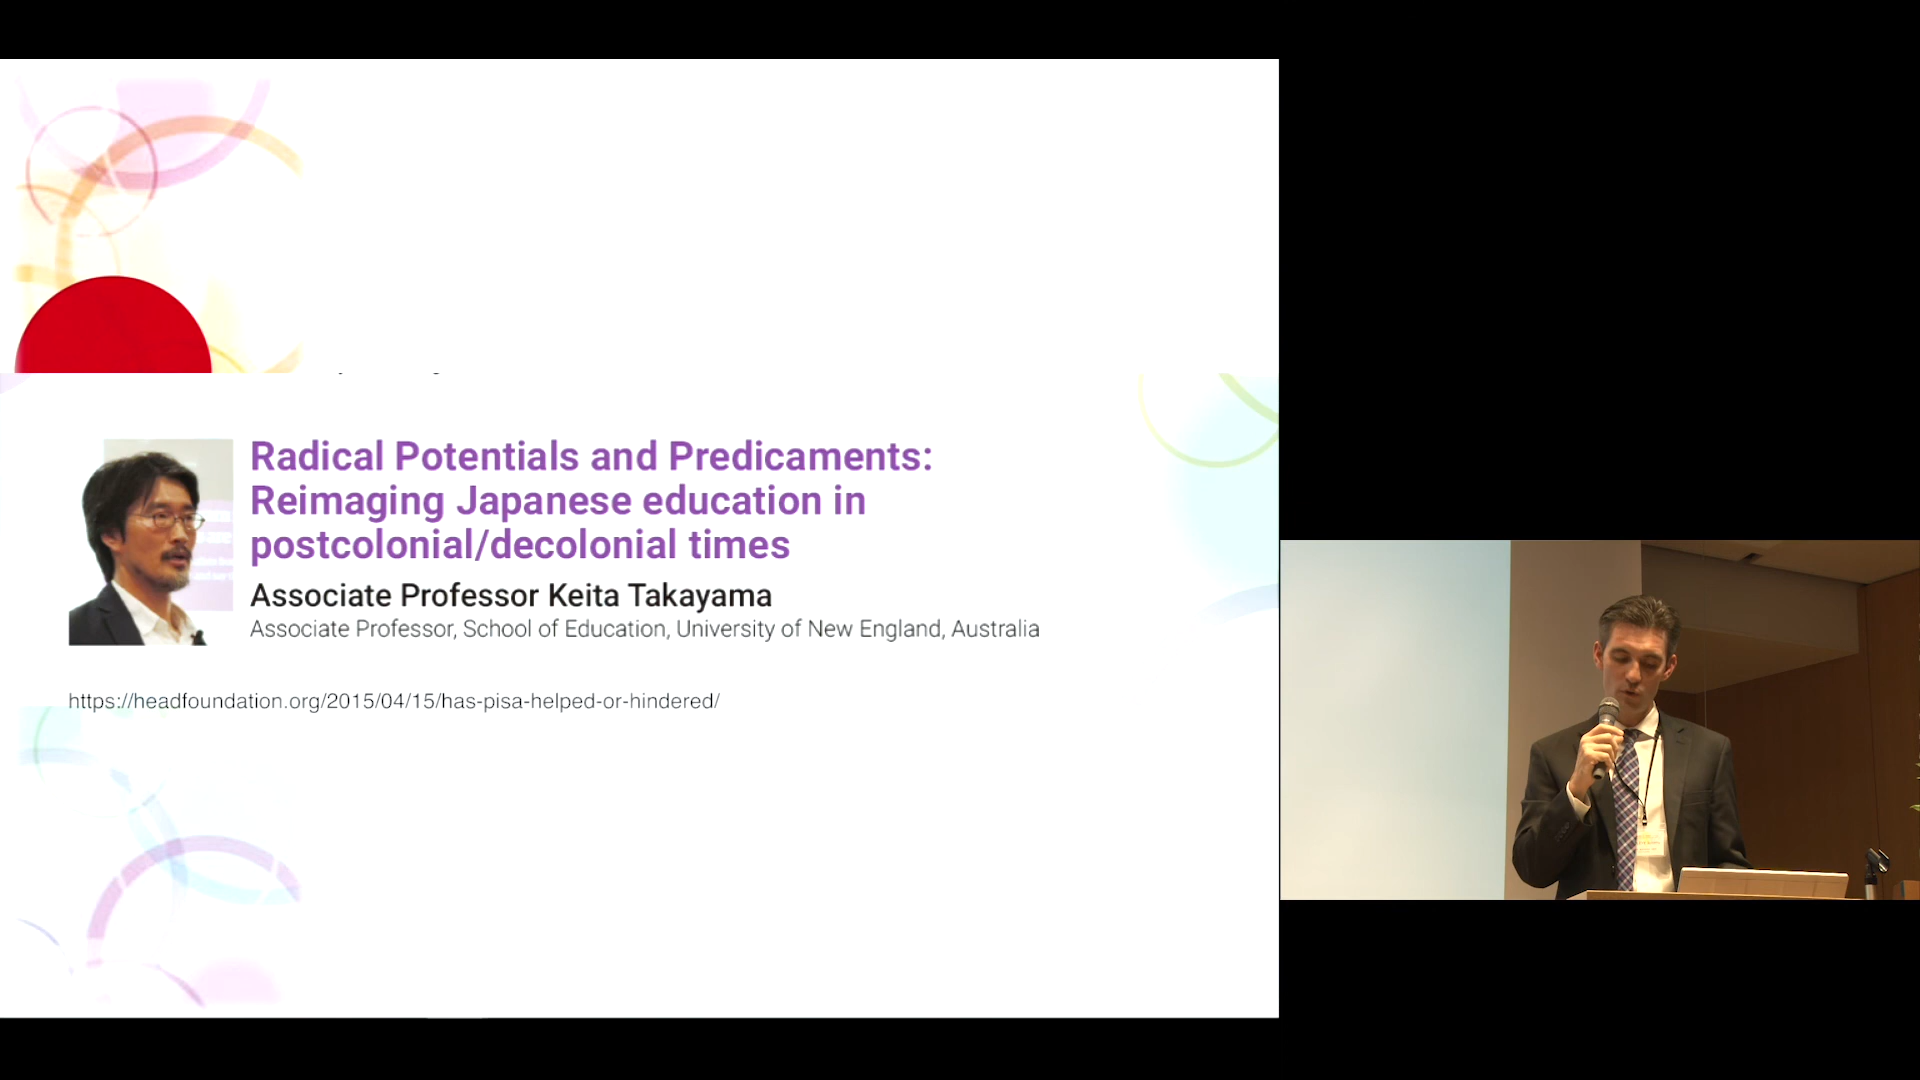 Radical Potentials and Predicaments:
Reimaging Japanese education in
postcolonial/decolonial times
Associate Professor Keita Takayama
Associate Professor, School of Education, University of New England, Australia
https://headfoundation.org/2015/04/15/has-pisa-helped-or-hindered/